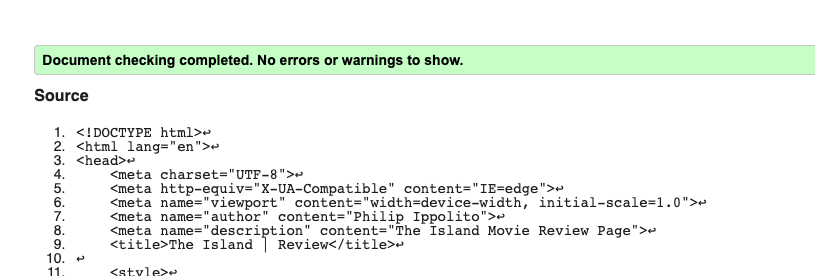 Document checking completed. No errors or warnings to show.
Source
1. <!DOCTYPE html>↩
2. <html lang="en">↩
3. <head>↩
4. <meta charset="UTF-8">↩
5. <meta http-equiv="X-UA-Compatible" content="IE=edge">↩
6. <meta name="viewport" content="width=device-width, initial-scale=1.0">↩
7. <meta name="author" content="Philip Ippolito">↩
8. <meta name="description" content="The Island Movie Review Page">↩
9. <title>The Island | Review</title>↩
10. ↩
11. <style>↩